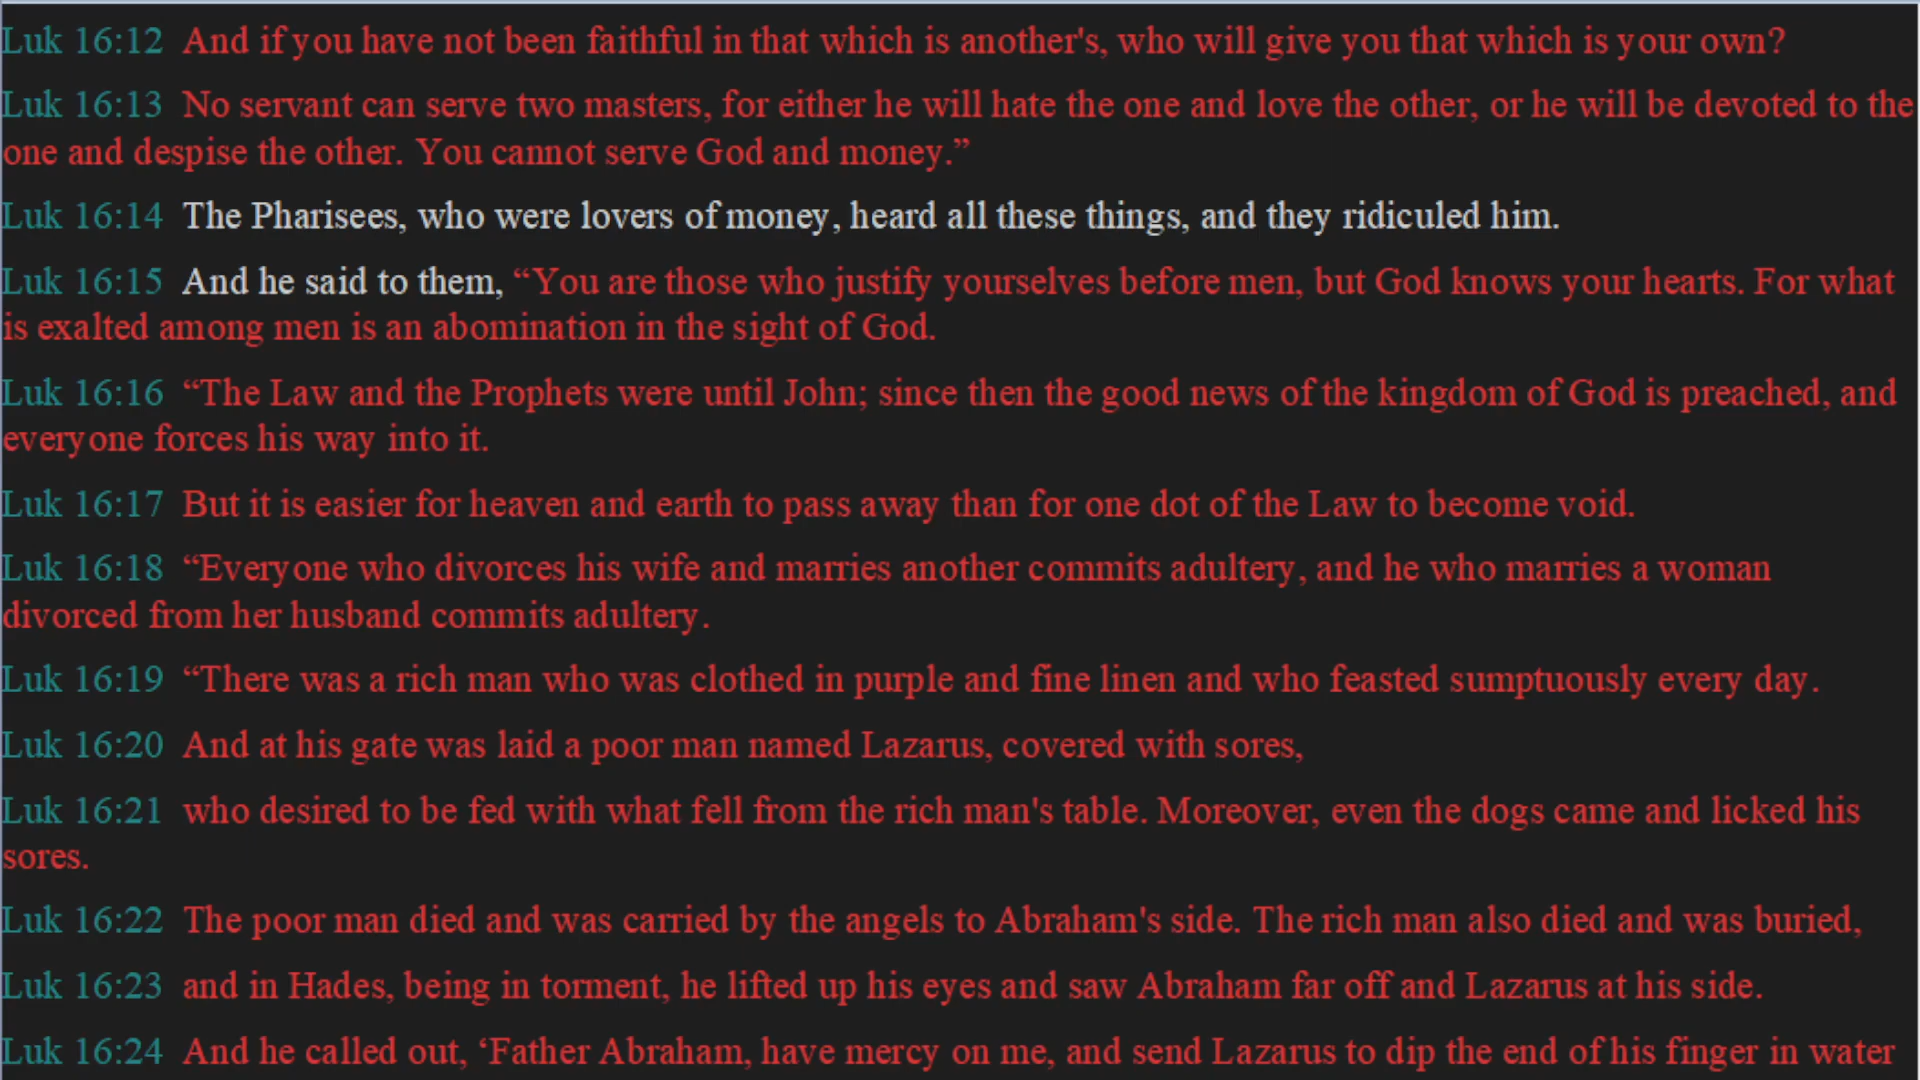 Luk 16:12 And if you have not been faithful in that which is another's, who will give you that which is your own?
Luk 16:13 No servant can serve two masters, for either he will hate the one and love the other, or he will be devoted to the
one and despise the other. You cannot serve God and money.”
Luk 16:14 The Pharisees, who were lovers of money, heard all these things, and they ridiculed him.
Luk 16:15 And he said to them, “You are those who justify yourselves before men, but God knows your hearts. For what
is exalted among men is an abomination in the sight of God.
Luk 16:16 “The Law and the Prophets were until John; since then the good news of the kingdom of God is preached, and
everyone forces his way into it.
Luk 16:17 But it is easier for heaven and earth to pass away than for one dot of the Law to become void.
Luk 16:18 “Everyone who divorces his wife and marries another commits adultery, and he who marries a woman
divorced from her husband commits adultery.
Luk 16:19 “There was a rich man who was clothed in purple and fine linen and who feasted sumptuously every day.
Luk 16:20 And at his gate was laid a poor man named Lazarus, covered with sores,
Luk 16:21 who desired to be fed with what fell from the rich man's table. Moreover, even the dogs came and licked his
sores.
Luk 16:22 The poor man died and was carried by the angels to Abraham's side. The rich man also died and was buried,
Luk 16:23 and in Hades, being in torment, he lifted up his eyes and saw Abraham far off and Lazarus at his side.
Luk 16:24 And he called out, ‘Father Abraham, have mercy on me, and send Lazarus to dip the end of his finger in water